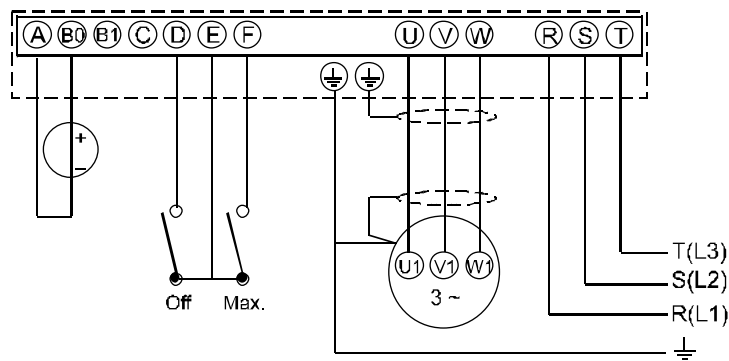 A B0 B1 C D E F U V W R S T
+
−
U1 V1 W1
3 ~
Off Max.
T(L3)
S(L2)
R(L1)